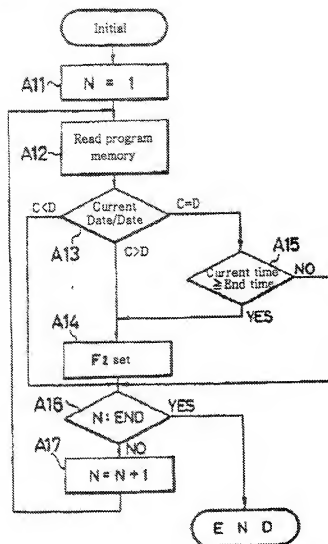 Initial
A11
N = 1
A12
Read program
memory
C<D
Current
Date/Date
C=D
A13
C>D
A15
Current time
≧End time
NO
YES
A14
F2 set
A16
N:END
YES
A17
NO
N=N+1
END